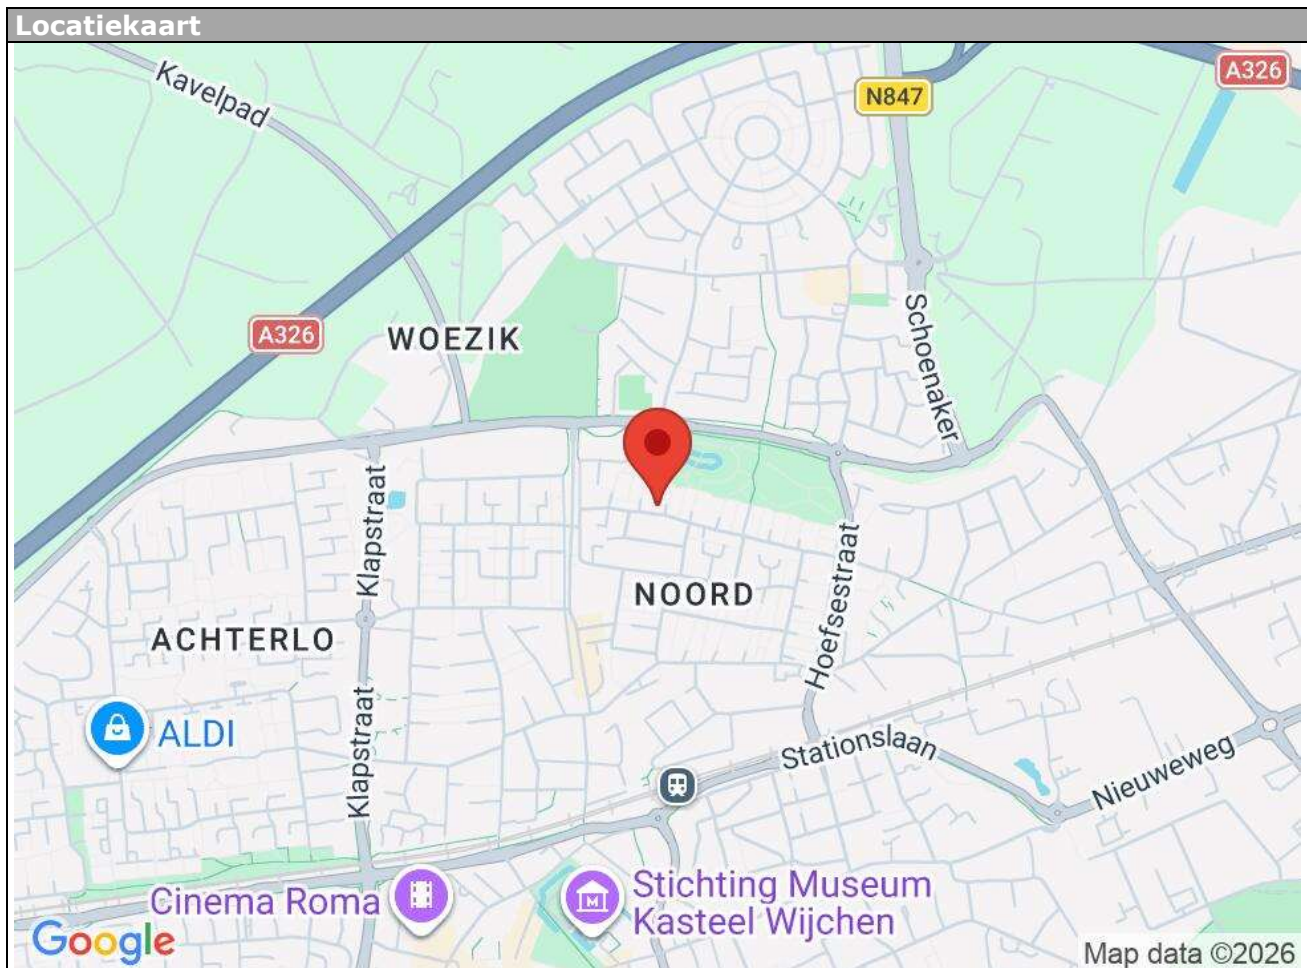 Locatiekaart
Kavelpad
N847
A326
A326
WOEZIK
Schoenaker
Klapstraat
NOORD
Hoefsestraat
ACHTERLO
Klapstraat
ALDI
Stationslaan
Nieuweweg
Cinema Roma
M
Stichting Museum
Kasteel Wijchen
Google
Map data ©2026